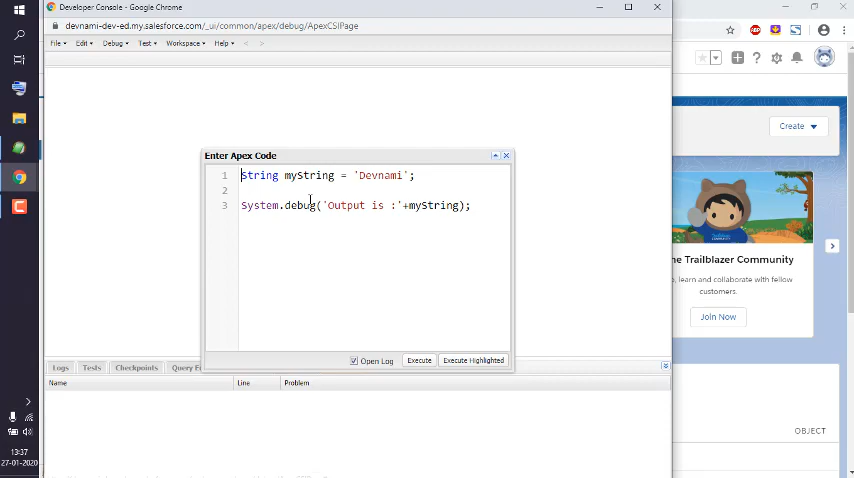 Developer Console - Google Chrome
devnami-dev-ed.my.salesforce.com/_ui/common/apex/debug/ApexCSIPage
File Edit Debug Test Workspace Help < >
Enter Apex Code
1 String myString = 'Devnami';
2
3 System.debug('Output is :'+myString);
Open Log Execute Execute Highlighted
Logs Tests Checkpoints Query E
Name Line Problem
ABP
Create
he Trailblazer Community
, learn and collaborate with fellow
customers.
Join Now
OBJECT
13:37
27-01-2020